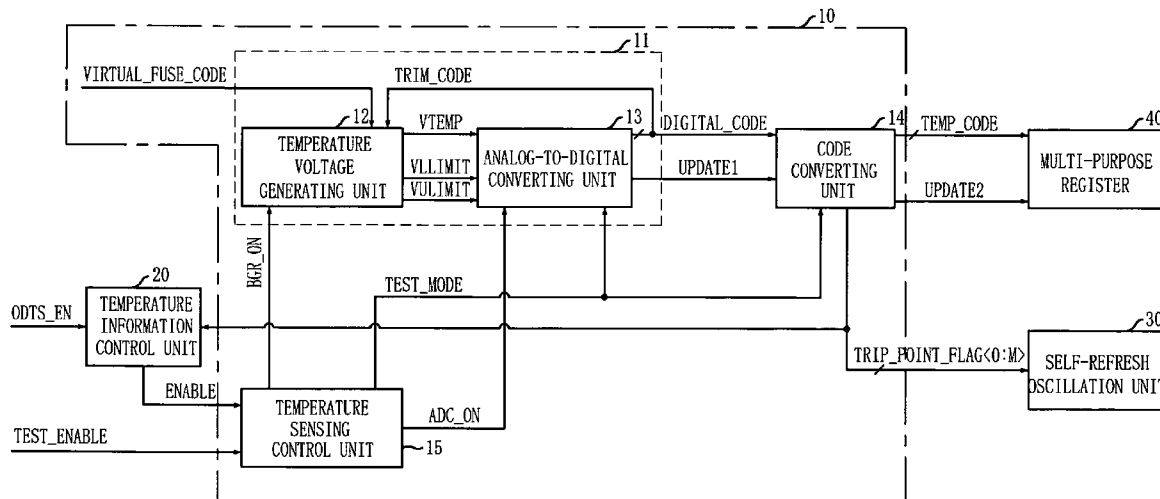 10
11
VIRTUAL_FUSE_CODE
TRIM_CODE
12
TEMPERATURE
VOLTAGE
GENERATING UNIT
VTEMP
VLLIMIT
VULIMIT
13
ANALOG-TO-DIGITAL
CONVERTING UNIT
DIGITAL_CODE
UPDATE1
14
CODE
CONVERTING
UNIT
TEMP_CODE
UPDATE2
40
MULTI-PURPOSE
REGISTER
BGR_ON
TEST_MODE
20
ODTS_EN
TEMPERATURE
INFORMATION
CONTROL UNIT
ENABLE
TEST_ENABLE
TEMPERATURE
SENSING
CONTROL UNIT
15
ADC_ON
TRIP_POINT_FLAG<0:M>
30
SELF-REFRESH
OSCILLATION UNIT